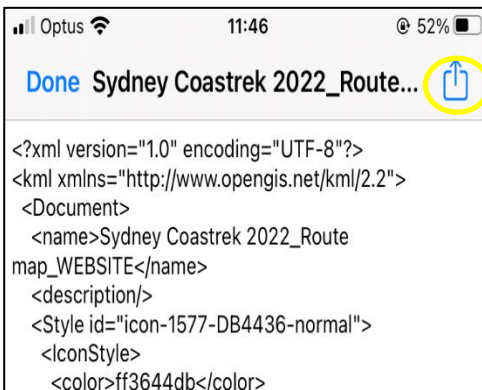 Optus 11:46 52%
Done Sydney Coastrek 2022_Route...
<?xml version="1.0" encoding="UTF-8"?>
<kml xmlns="http://www.opengis.net/kml/2.2">
<Document>
<name>Sydney Coastrek 2022_Route
map_WEBSITE</name>
<description/>
<Style id="icon-1577-DB4436-normal">
<IconStyle>
<color>ff3644db</color>